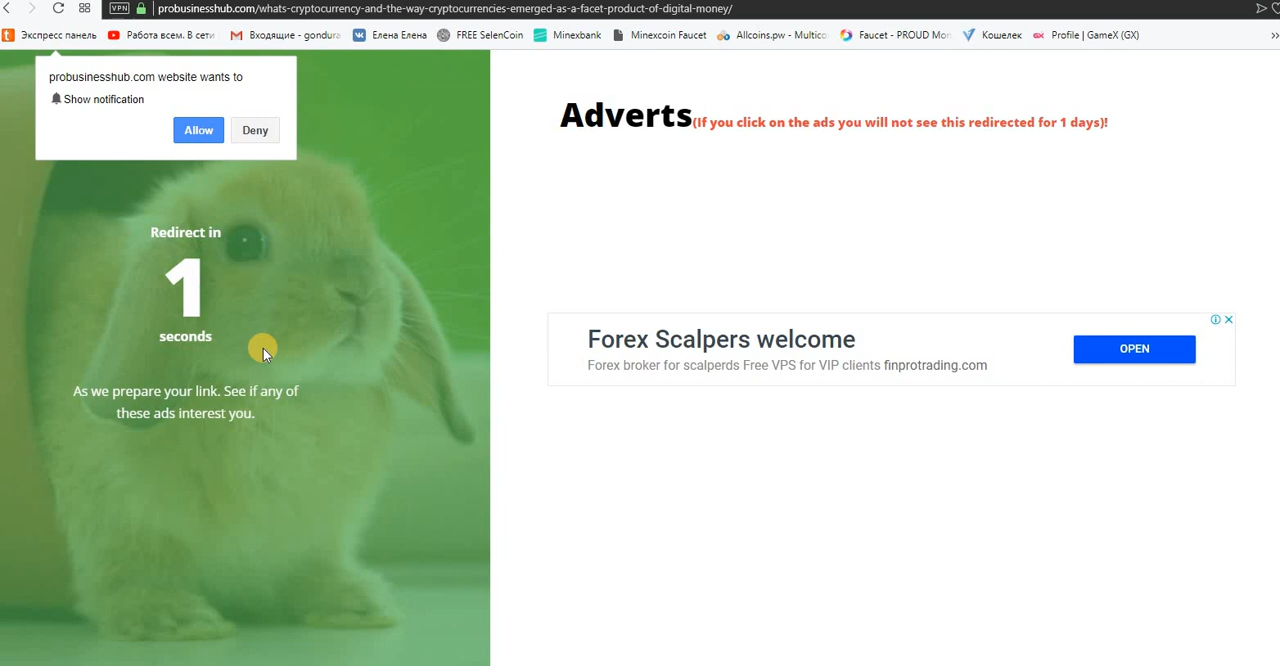 VPN probusinesshub.com/whats-cryptocurrency-and-the-way-cryptocurrencies-emerged-as-a-facet-product-of-digital-money/
Экспресс панель Работа всем. В сети Входящие - gondura Елена Елена FREE SelenCoin Minexbank Minexcoin Faucet Allcoins.pw - Multico Faucet - PROUD Mon Кошелек Profile | GameX (GX)
probusinesshub.com website wants to
Show notification
Allow Deny
Adverts(If you click on the ads you will not see this redirected for 1 days)!
Redirect in
1
seconds
As we prepare your link. See if any of
these ads interest you.
Forex Scalpers welcome
Forex broker for scalperds Free VPS for VIP clients finprotrading.com
OPEN